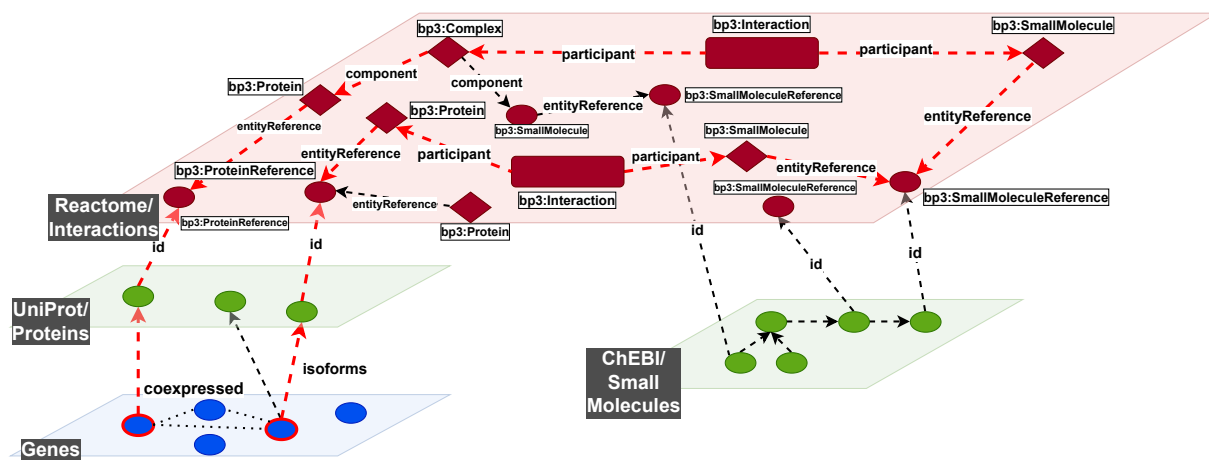 bp3:Complex
bp3:Interaction
bp3:SmallMolecule
participant
participant
component
component
bp3:Protein
bp3:Protein
entityReference
bp3:SmallMoleculeReference
entityReference
bp3:SmallMolecule
bp3:SmallMolecule
entityReference
entityReference
participant
participant
entityReference
bp3:ProteinReference
bp3:SmallMoleculeReference
bp3:SmallMoleculeReference
bp3:Interaction
entityReference
Reactome/
Interactions
bp3:ProteinReference
bp3:Protein
id
id
id
id
id
UniProt/
Proteins
isoforms
coexpressed
ChEBI/
Small
Molecules
Genes